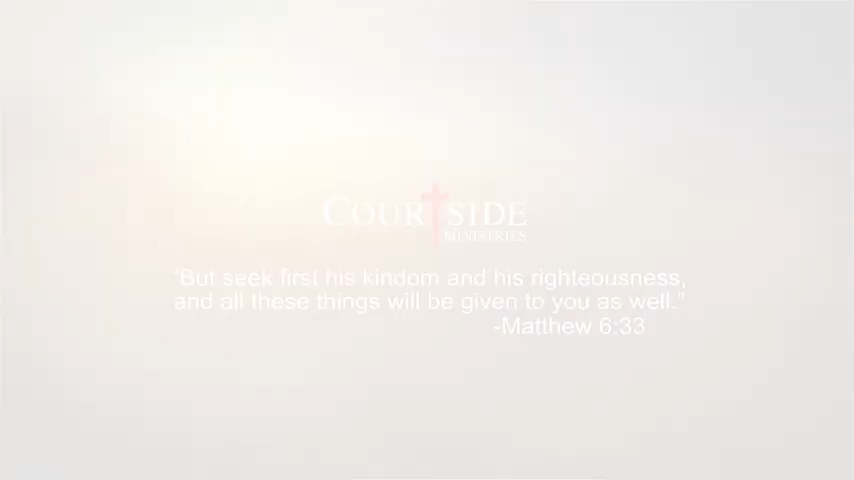 COURTSIDE
MINISTRIES
"But seek first his kindom and his righteousness,
and all these things will be given to you as well."
-Matthew 6:33